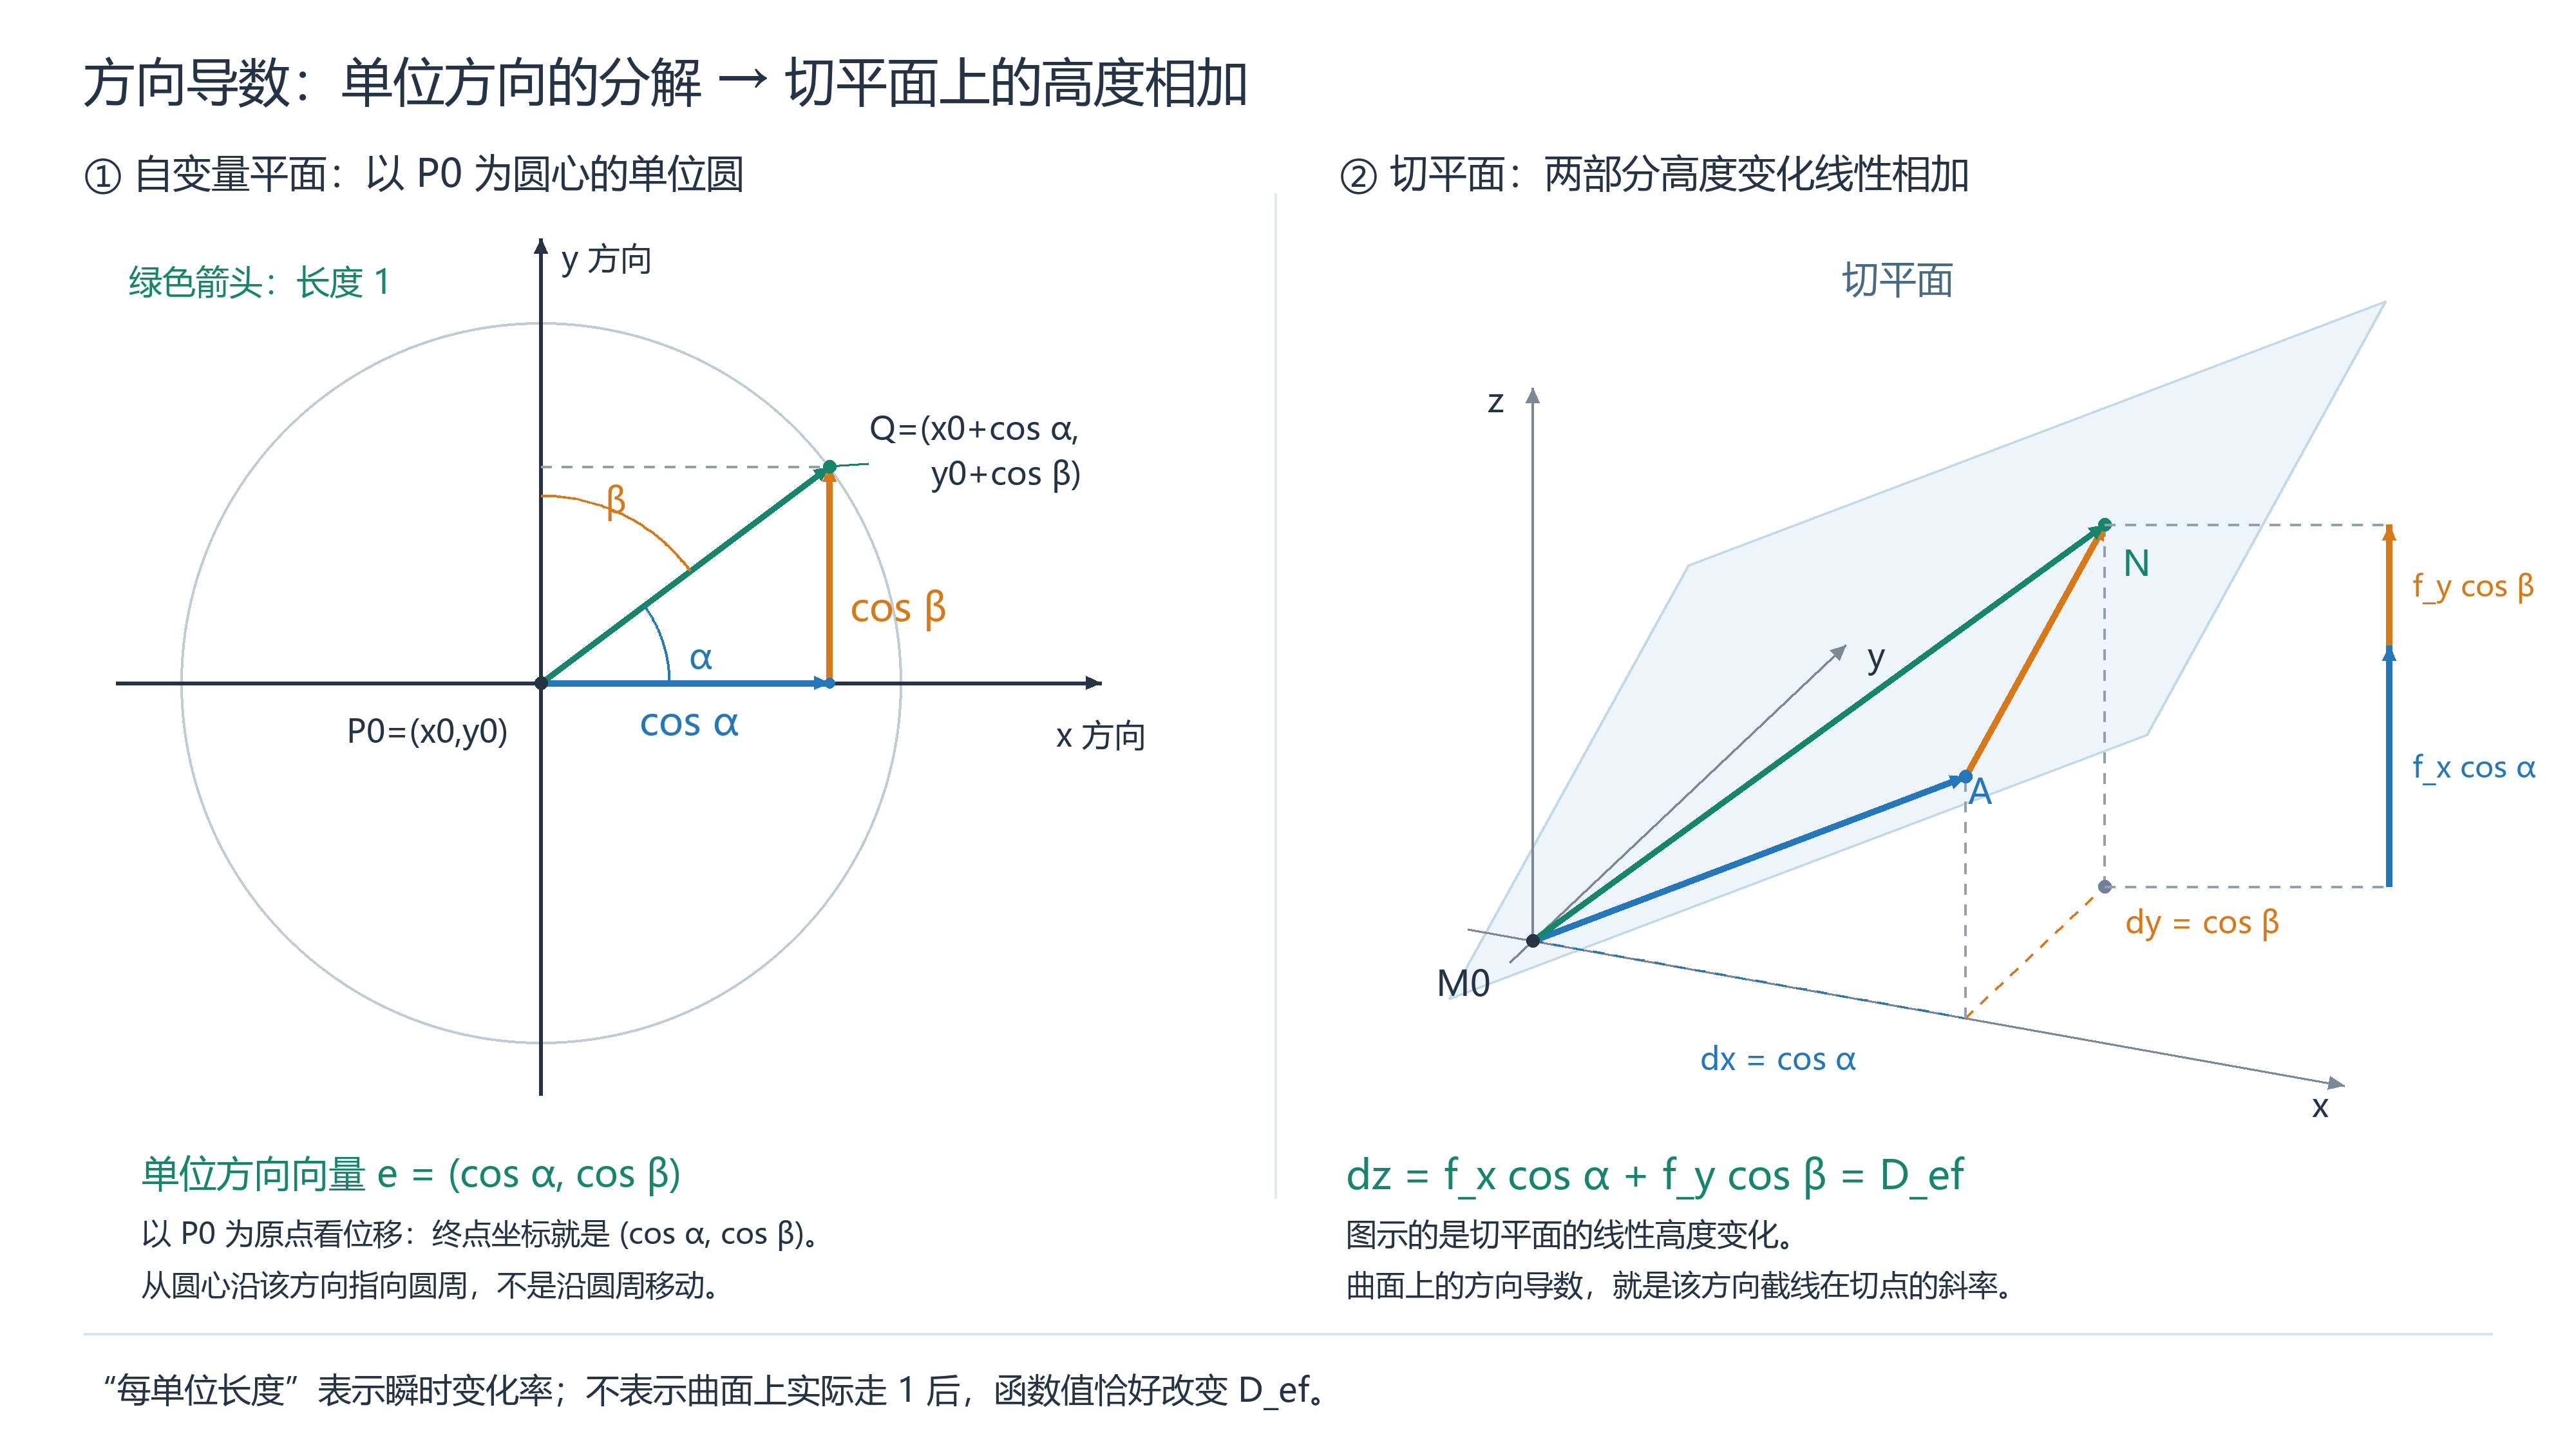 方向导数：单位方向的分解 → 切平面上的高度相加
① 自变量平面：以 P0 为圆心的单位圆
绿色箭头：长度 1
y 方向
Q=(x0+cos α,
y0+cos β)
β
cos β
α
P0=(x0,y0)
cos α
x 方向
单位方向向量 e = (cos α, cos β)
以 P0 为原点看位移：终点坐标就是 (cos α, cos β)。
从圆心沿该方向指向圆周，不是沿圆周移动。
② 切平面：两部分高度变化线性相加
切平面
z
N
f_y cos β
y
f_x cos α
A
dy = cos β
M0
dx = cos α
x
dz = f_x cos α + f_y cos β = D_ef
图示的是切平面的线性高度变化。
曲面上的方向导数，就是该方向截线在切点的斜率。
“每单位长度”表示瞬时变化率；不表示曲面上实际走 1 后，函数值恰好改变 D_ef。